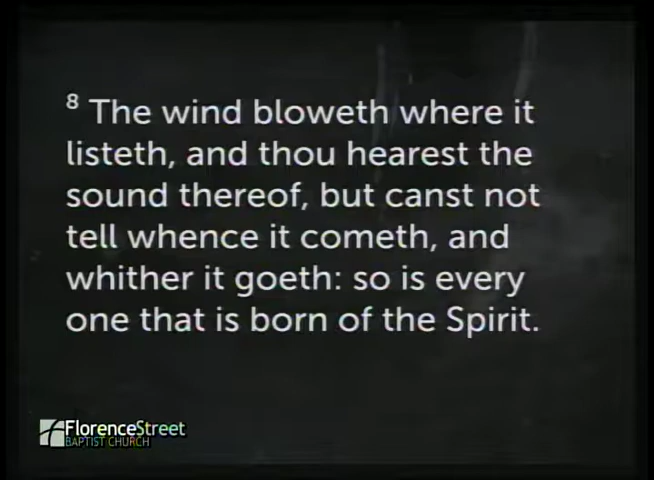 8 The wind bloweth where it
listeth, and thou hearest the
sound thereof, but canst not
tell whence it cometh, and
whither it goeth: so is every
one that is born of the Spirit.
FlorenceStreet
BAPTIST CHURCH